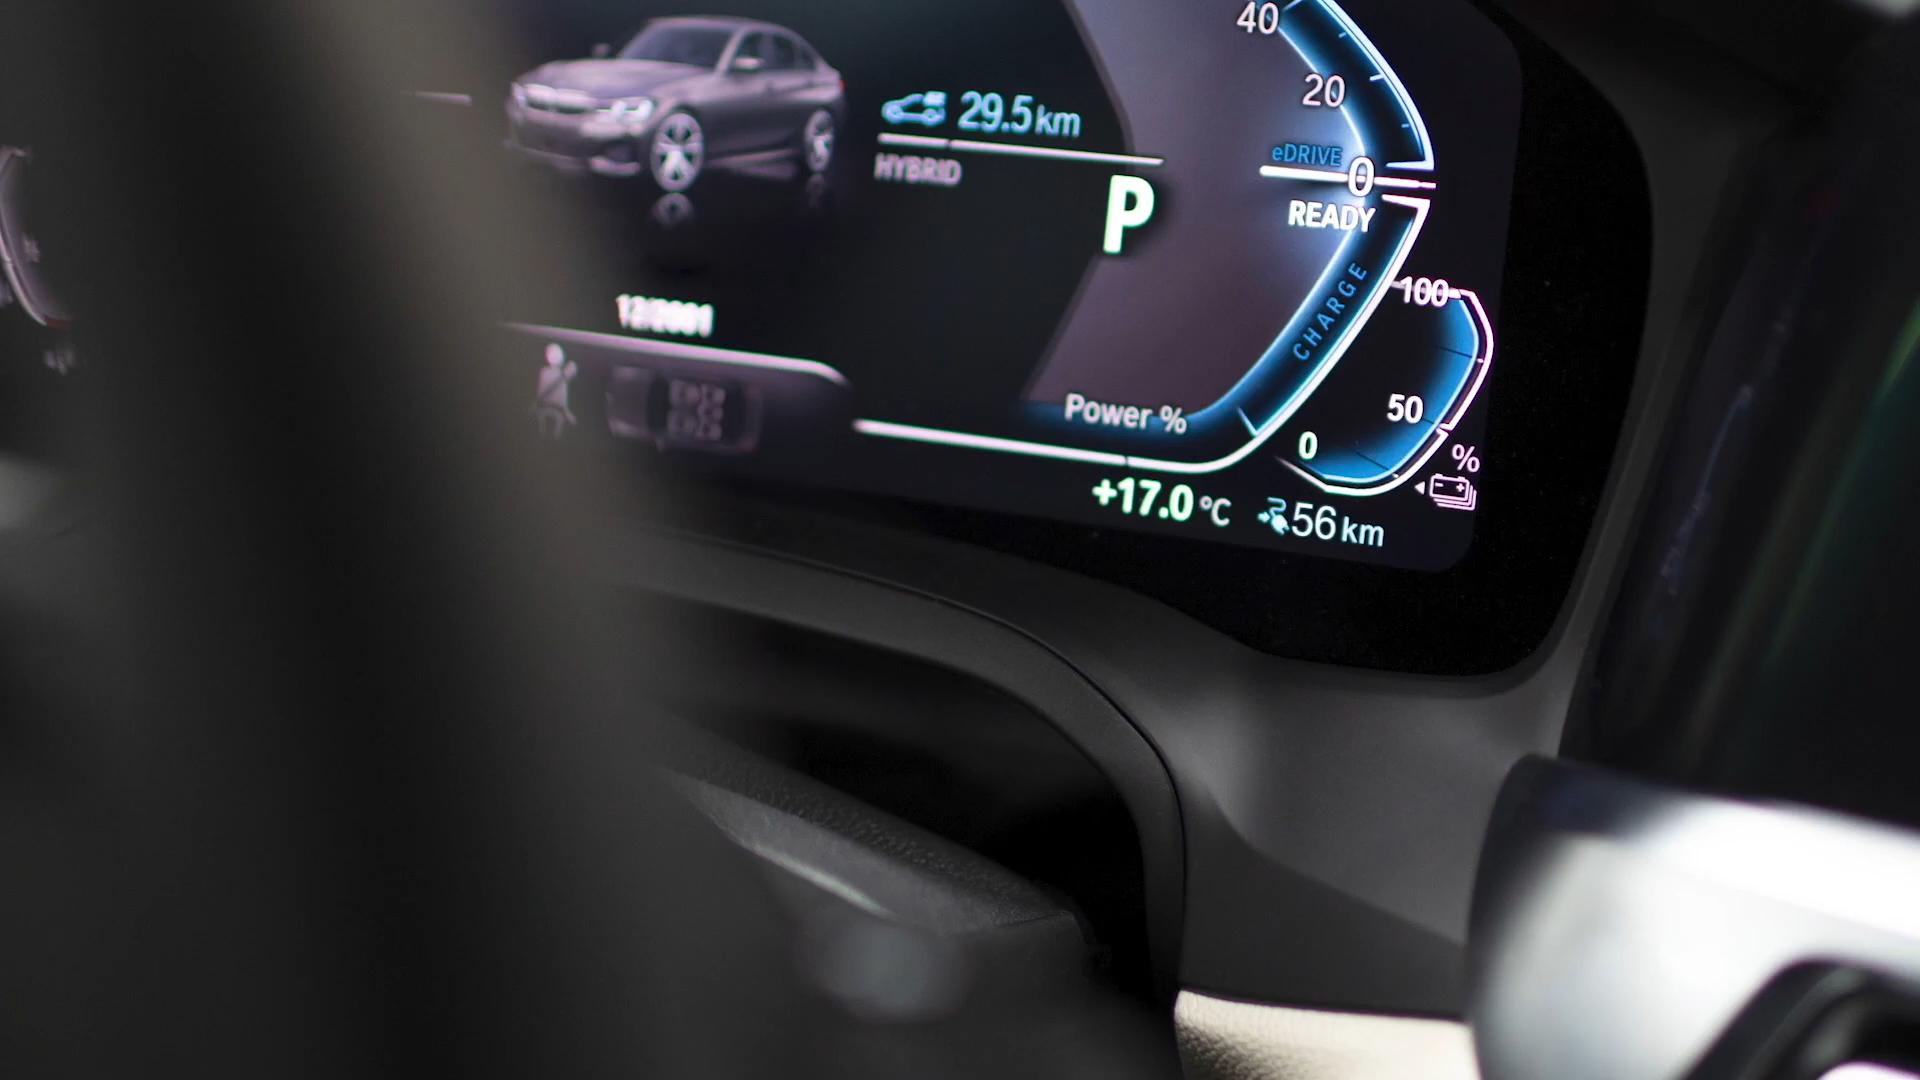 40
20
29.5 km
eDRIVE 0
HYBRID
P
READY
CHARGE
100
50
Power %
0
%
+17.0 °C
56 km